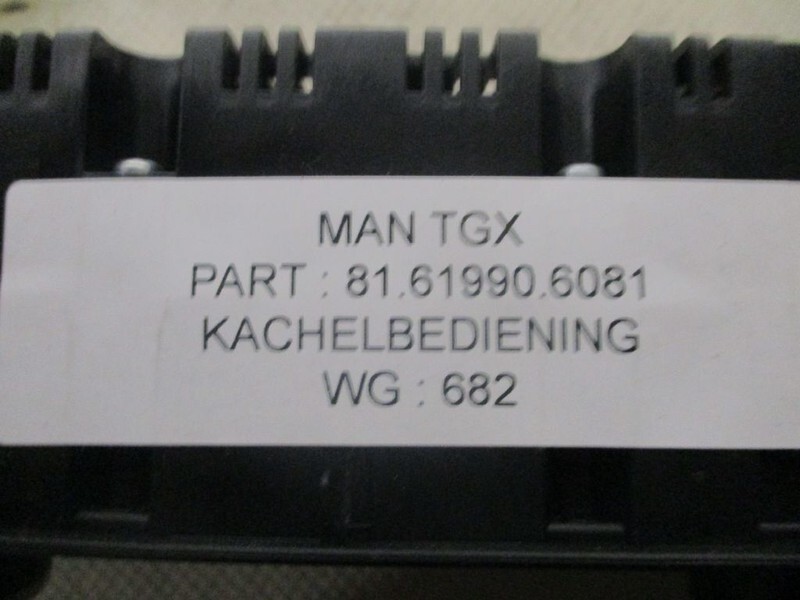 MAN TGX
PART : 81.61990.6081
KACHELBEDIENING
WG : 682